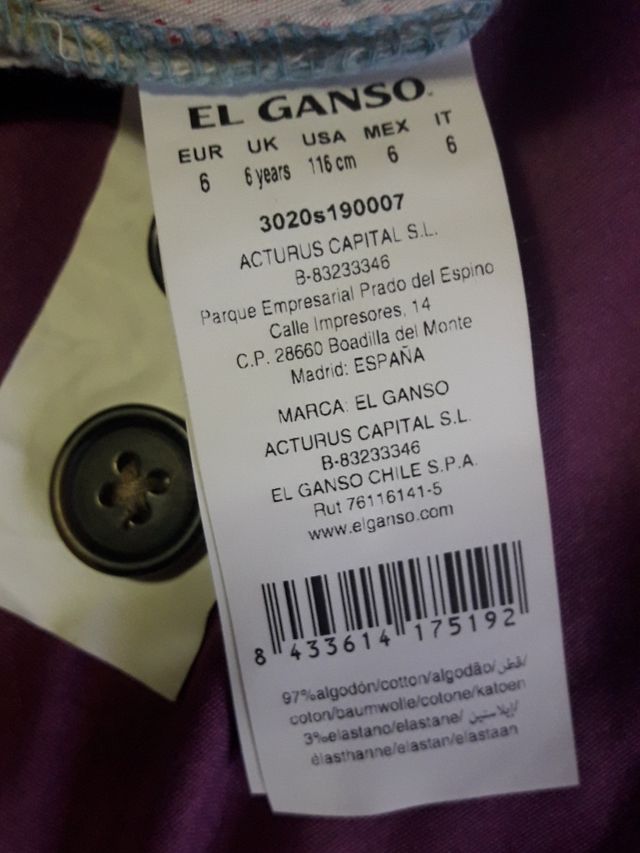 EL GANSO
EUR UK USA MEX IT
6 6 years 116 cm 6 6
3020s190007
ACTURUS CAPITAL S.L.
B-83233346
Parque Empresarial Prado del Espino
Calle Impresores, 14
C.P. 28660 Boadilla del Monte
Madrid: ESPAÑA
MARCA: EL GANSO
ACTURUS CAPITAL S.L.
B-83233346
EL GANSO CHILE S.P.A.
Rut 76116141-5
www.elganso.com
8 433614 175192
97%algodón/cotton/algodão/قطن/
coton/baumwolle/cotone/katoen
3%elastano/elastane/إيلاستين/
élasthanne/elastan/elastaan